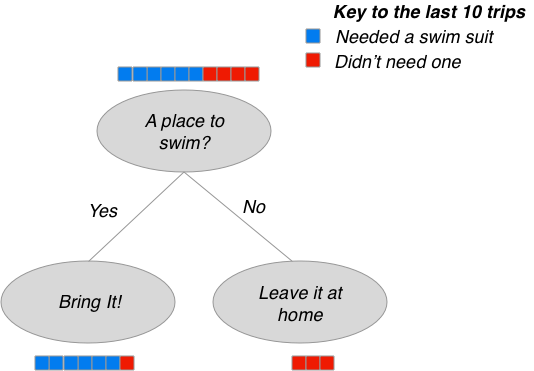 Key to the last 10 trips
Needed a swim suit
Didn't need one
A place to
swim?
Yes
No
Bring It!
Leave it at
home